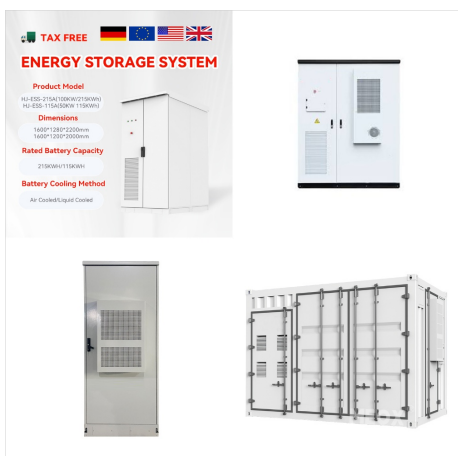 TAX FREE
ENERGY STORAGE SYSTEM
Product Model
HJ-ESS-215A(100KW/215KWh)
HJ-ESS-115A(50KW 115KWh)
Dimensions
1600*1280*2200mm
1600*1200*2000mm
Rated Battery Capacity
215KWH/115KWH
Battery Cooling Method
Air Cooled/Liquid Cooled